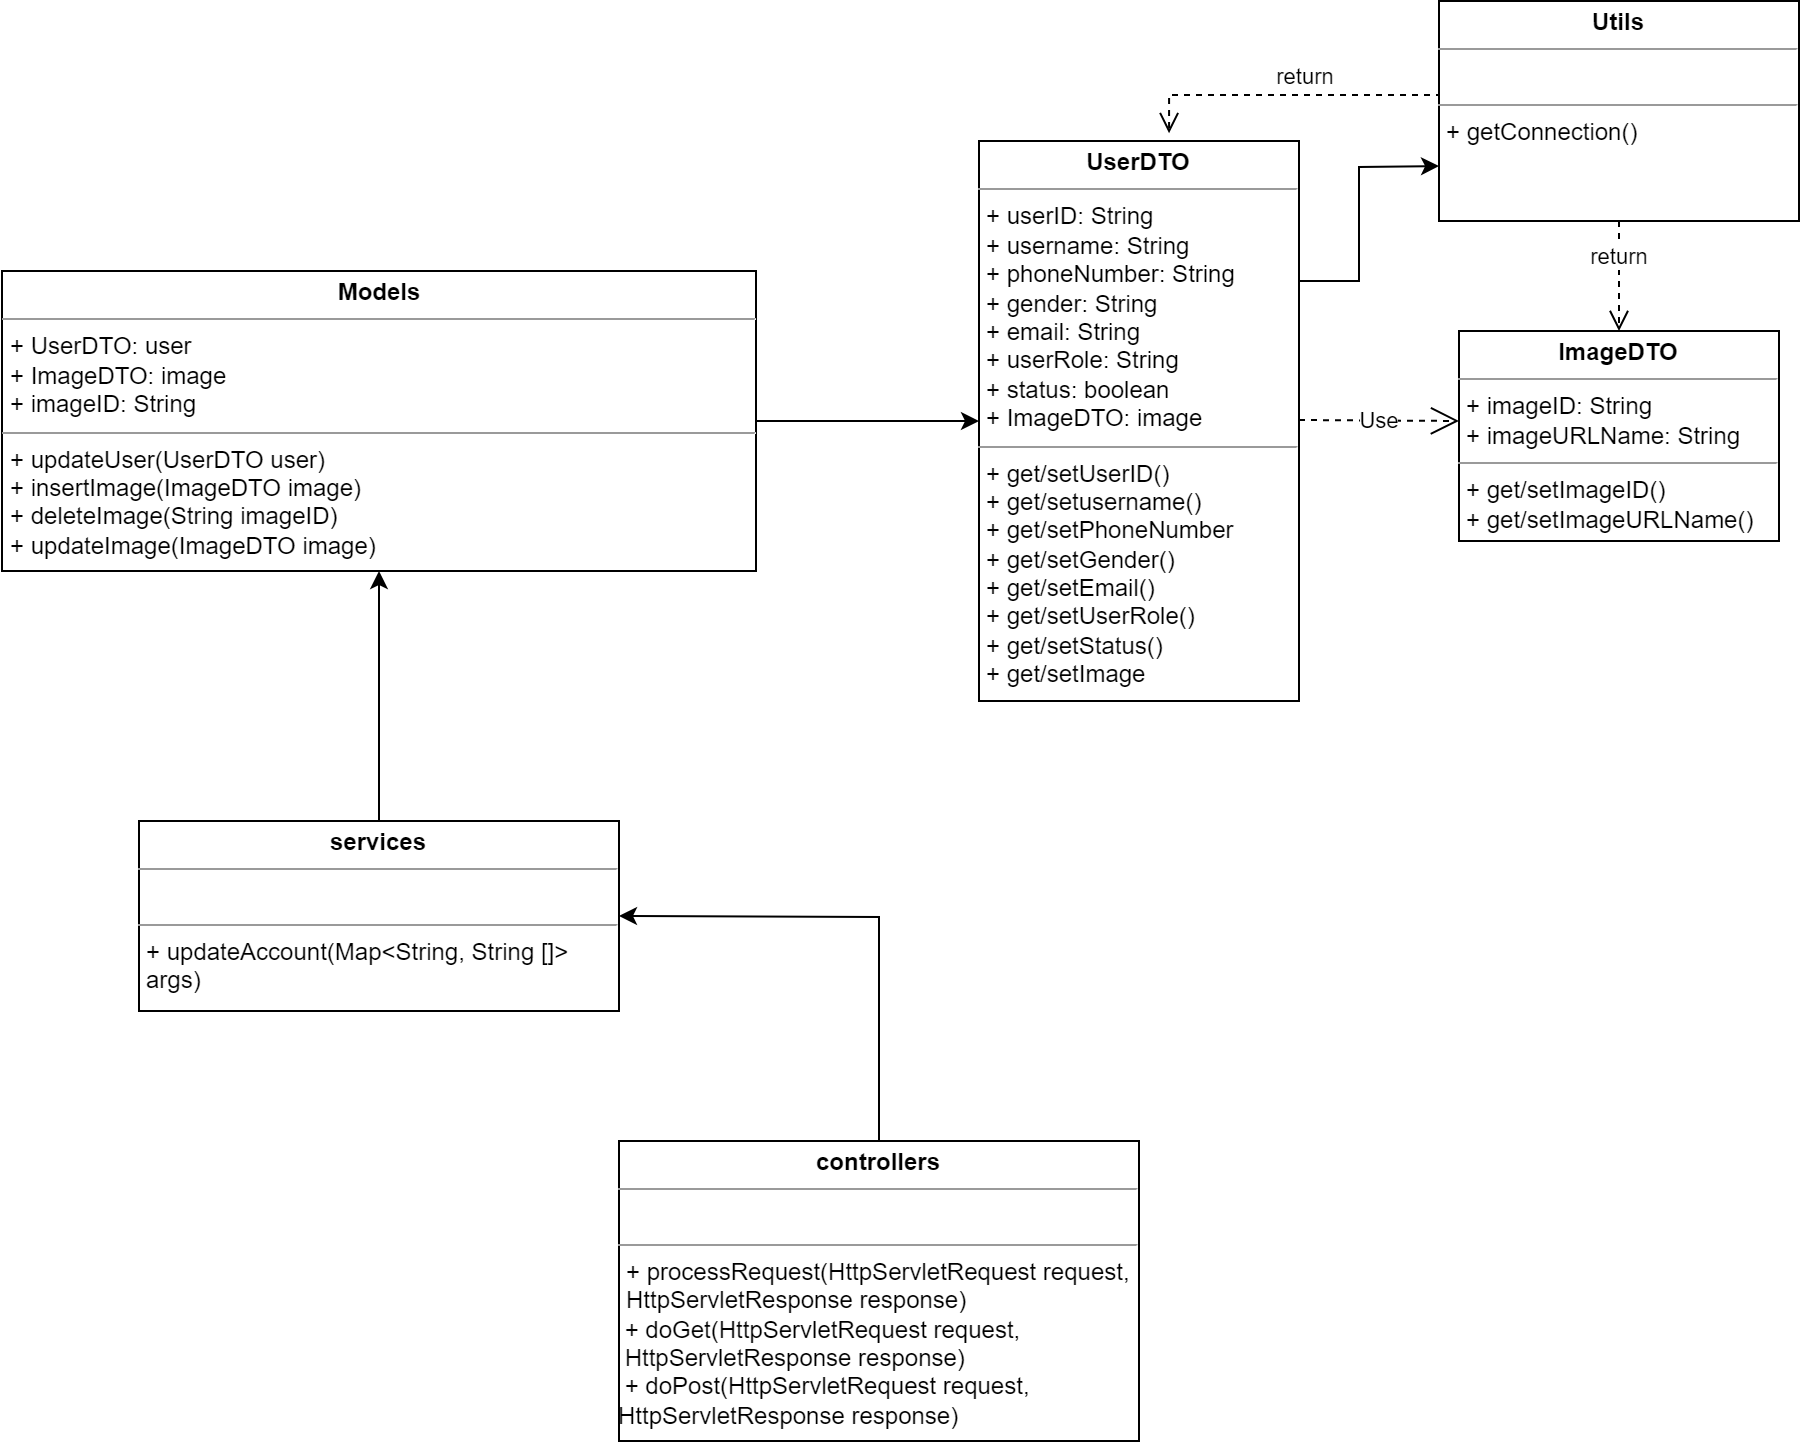 Utils
+ getConnection()
return
UserDTO
+ userID: String
+ username: String
+ phoneNumber: String
+ gender: String
+ email: String
+ userRole: String
+ status: boolean
+ ImageDTO: image
+ get/setUserID()
+ get/setusername()
+ get/setPhoneNumber
+ get/setGender()
+ get/setEmail()
+ get/setUserRole()
+ get/setStatus()
+ get/setImage
return
Use
ImageDTO
+ imageID: String
+ imageURLName: String
+ get/setImageID()
+ get/setImageURLName()
Models
+ UserDTO: user
+ ImageDTO: image
+ imageID: String
+ updateUser(UserDTO user)
+ insertImage(ImageDTO image)
+ deleteImage(String imageID)
+ updateImage(ImageDTO image)
services
+ updateAccount(Map<String, String []>
args)
controllers
+ processRequest(HttpServletRequest request,
HttpServletResponse response)
+ doGet(HttpServletRequest request,
HttpServletResponse response)
+ doPost(HttpServletRequest request,
HttpServletResponse response)